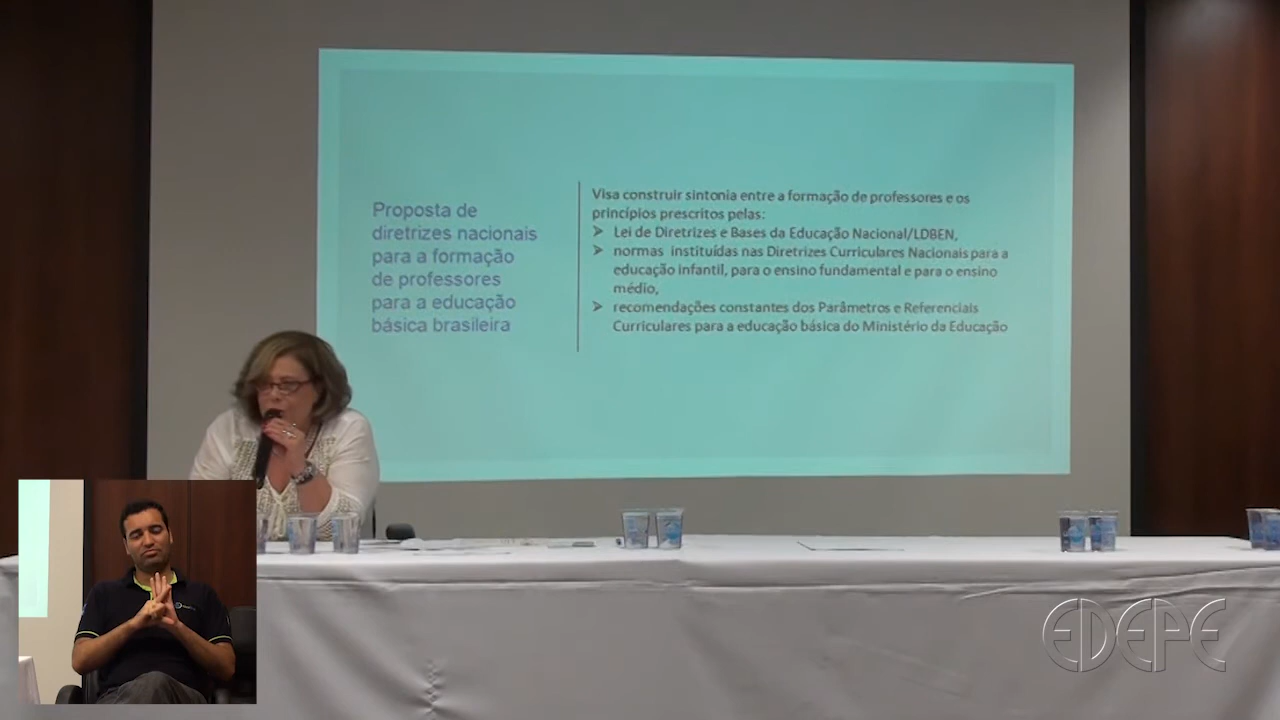 Proposta de
diretrizes nacionais
para a formação
de professores
para a educação
básica brasileira
Visa construir sintonia entre a formação de professores e os
princípios prescritos pelas:
➢ Lei de Diretrizes e Bases da Educação Nacional/LDBEN,
➢ normas instituídas nas Diretrizes Curriculares Nacionais para a
educação infantil, para o ensino fundamental e para o ensino
médio,
➢ recomendações constantes dos Parâmetros e Referenciais
Curriculares para a educação básica do Ministério da Educação
EDEPE